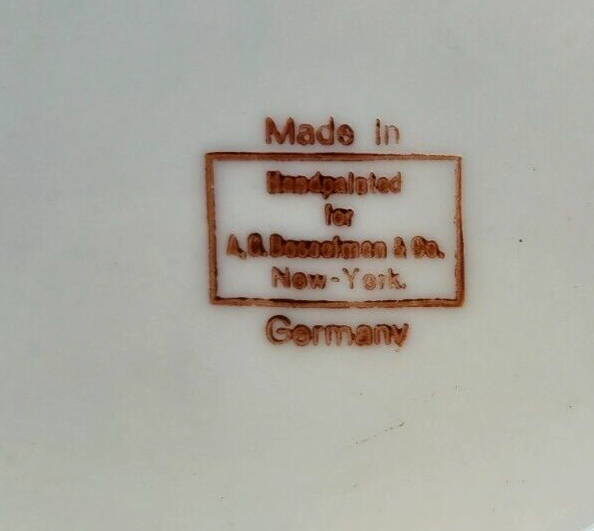 Made In
Handpainted
for
& Co.
New-York.
Germany